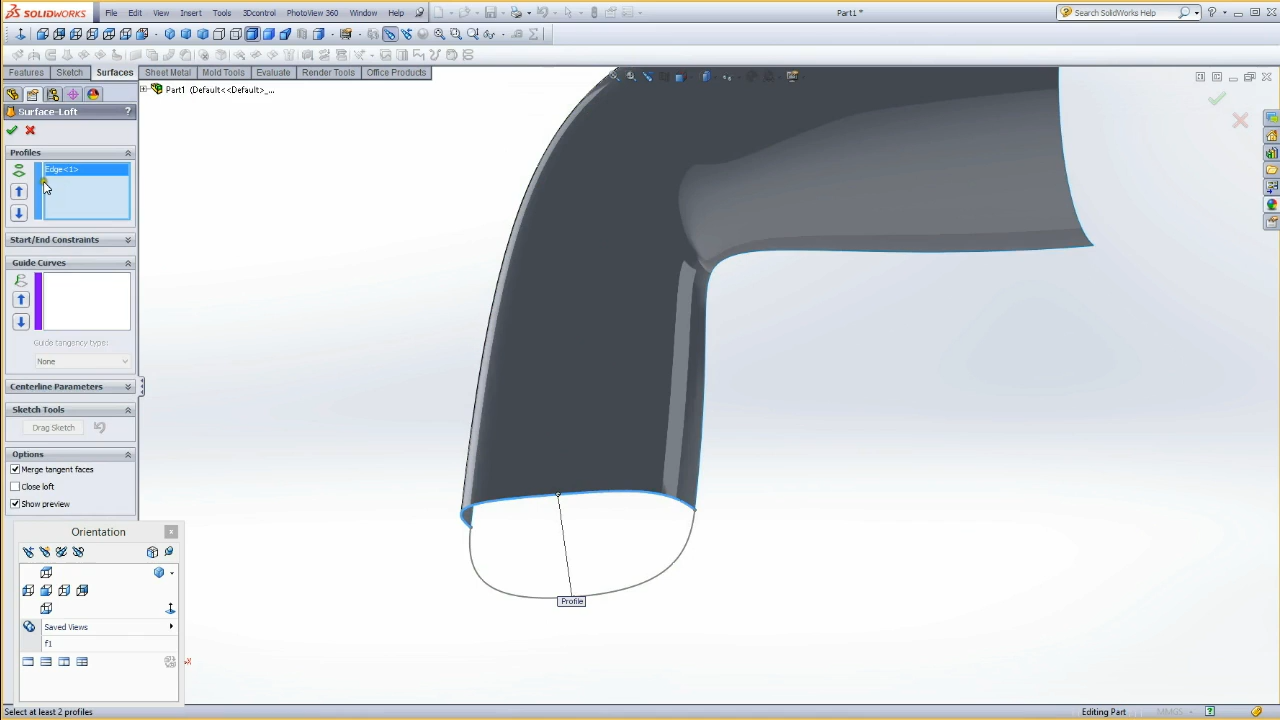 SOLIDWORKS File Edit View Insert Tools 3Dcontrol PhotoView 360 Window Help Part1 * Search SolidWorks Help
Features Sketch Surfaces Sheet Metal Mold Tools Evaluate Render Tools Office Products
Part1 (Default<<Default>_...
Surface-Loft ?
Profiles
Edge<1>
Start/End Constraints
Guide Curves
Guide tangency type:
None
Centerline Parameters
Sketch Tools
Drag Sketch
Options
Merge tangent faces
Close loft
Show preview
Orientation
Saved Views
f1
Profile
Select at least 2 profiles Editing Part MMGS